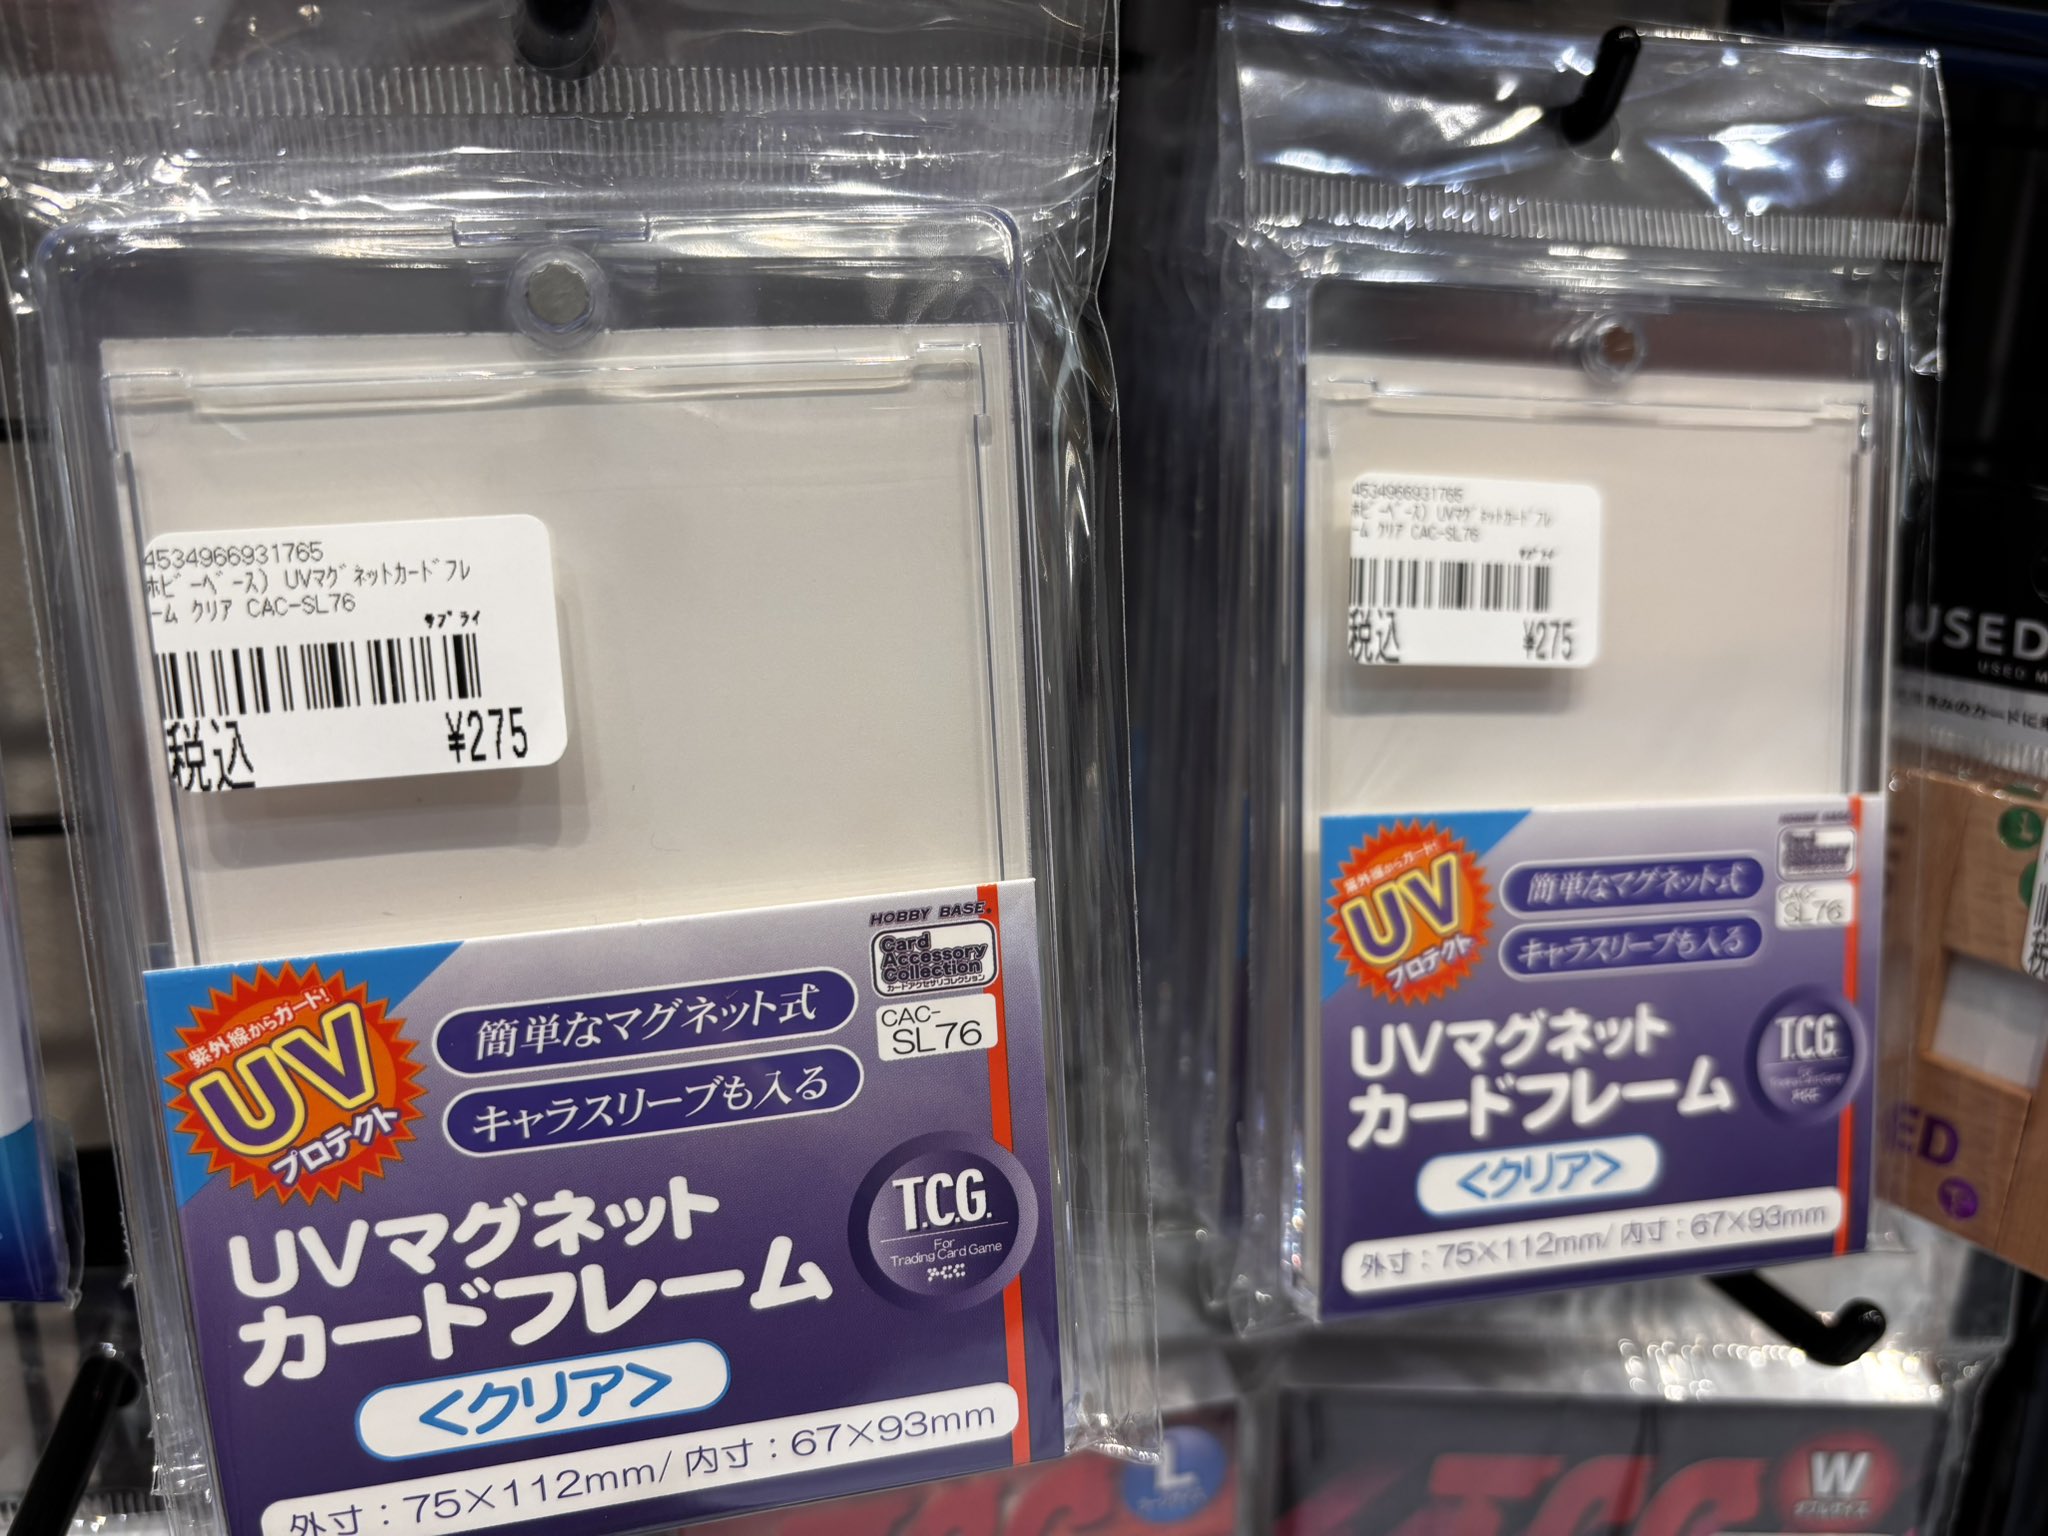 4534966931765
ホビーベース) UVマグネットカードフレ
ーム クリア CAC-SL76
サプライ
税込 ¥275
HOBBY BASE
Card
Accessory
Collection
カードアクセサリコレクション
CAC-
SL76
紫外線からガード!
UV
プロテクト
簡単なマグネット式
キャラスリーブも入る
UVマグネット
カードフレーム
<クリア>
T.C.G.
For
Trading Card Game
外寸：75×112mm/ 内寸：67×93mm
4534966931765
ホビーベース) UVマグネットカードフレ
ーム クリア CAC-SL76
サプライ
税込 ¥275
HOBBY BASE
Card
Accessory
Collection
CAC-
SL76
紫外線からガード!
UV
プロテクト
簡単なマグネット式
キャラスリーブも入る
UVマグネット
カードフレーム
<クリア>
T.C.G.
For
Trading Card Game
外寸：75×112mm/ 内寸：67×93mm
USED
USED
L
W